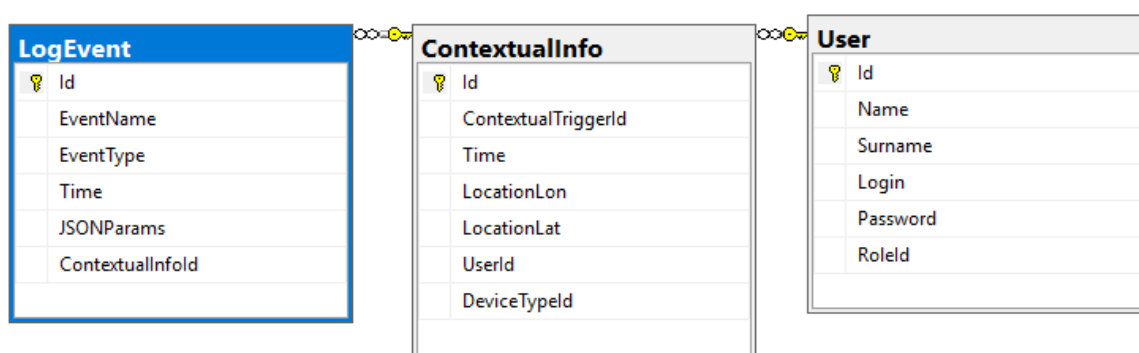 LogEvent
Id
EventName
EventType
Time
JSONParams
ContextualInfoId
ContextualInfo
Id
ContextualTriggerId
Time
LocationLon
LocationLat
UserId
DeviceTypeId
User
Id
Name
Surname
Login
Password
RoleId